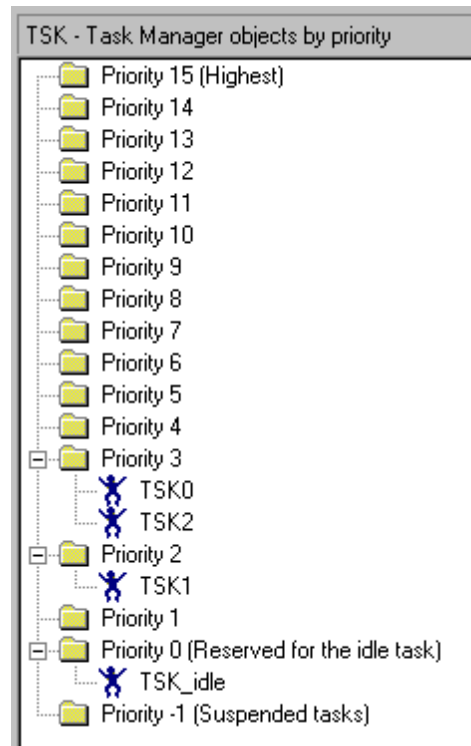 TSK - Task Manager objects by priority
Priority 15 (Highest)
Priority 14
Priority 13
Priority 12
Priority 11
Priority 10
Priority 9
Priority 8
Priority 7
Priority 6
Priority 5
Priority 4
Priority 3
TSK0
TSK2
Priority 2
TSK1
Priority 1
Priority 0 (Reserved for the idle task)
TSK_idle
Priority -1 (Suspended tasks)